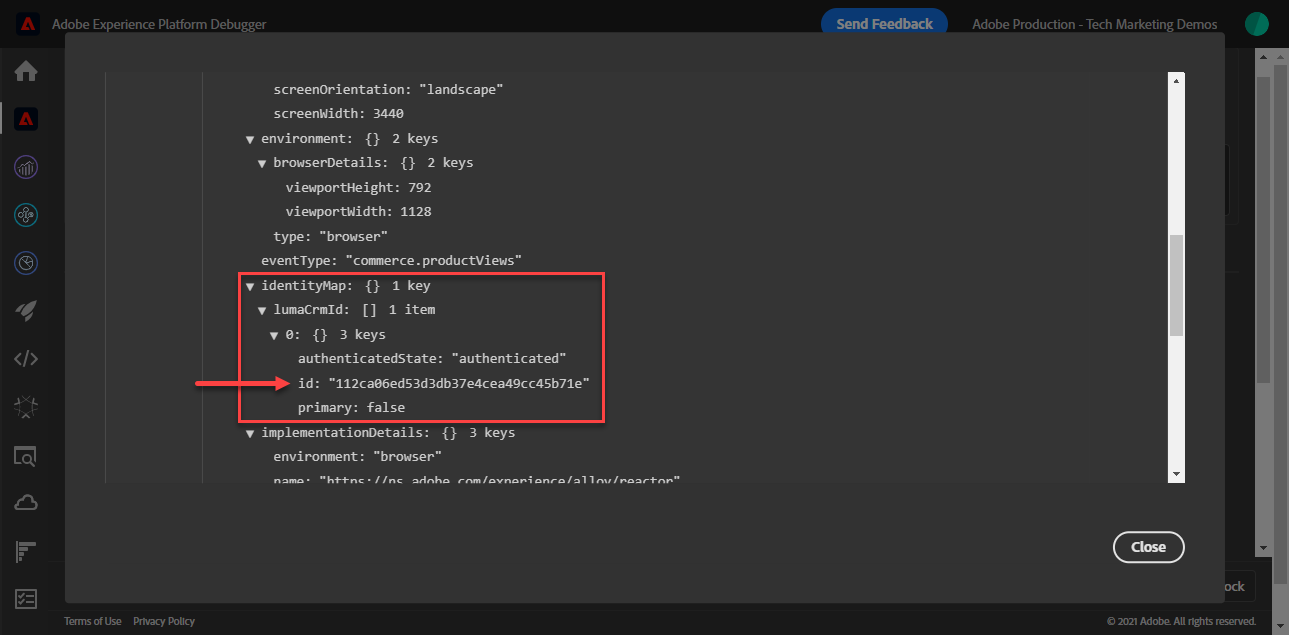 Adobe Experience Platform Debugger
Send Feedback
Adobe Production - Tech Marketing Demos
screenOrientation: "landscape"
screenWidth: 3440
▼ environment: {} 2 keys
▼ browserDetails: {} 2 keys
viewportHeight: 792
viewportWidth: 1128
type: "browser"
eventType: "commerce.productViews"
▼ identityMap: {} 1 key
▼ lumaCrmId: [] 1 item
▼ 0: {} 3 keys
authenticatedState: "authenticated"
id: "112ca06ed53d3db37e4cea49cc45b71e"
primary: false
▼ implementationDetails: {} 3 keys
environment: "browser"
name: "https://ns.adobe.com/experience/alloy/reactor"
Close
ock
Terms of Use Privacy Policy
© 2021 Adobe. All rights reserved.